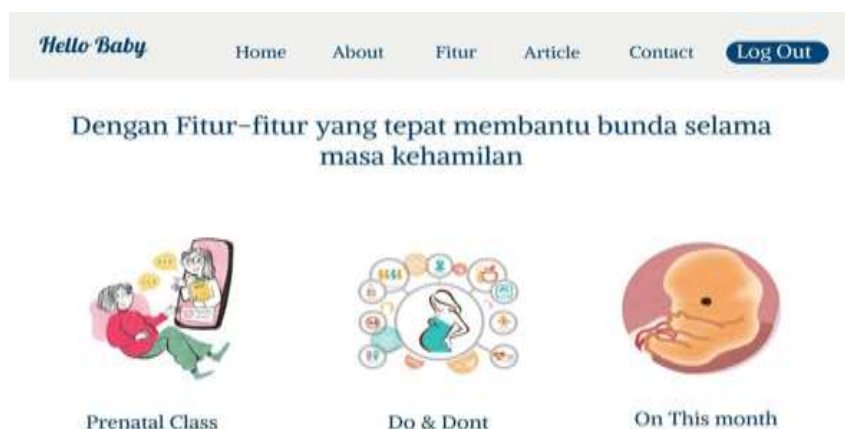 Hello Baby
Home About Fitur Article Contact Log Out
Dengan Fitur-fitur yang tepat membantu bunda selama
masa kehamilan
Prenatal Class
Do & Dont
On This month